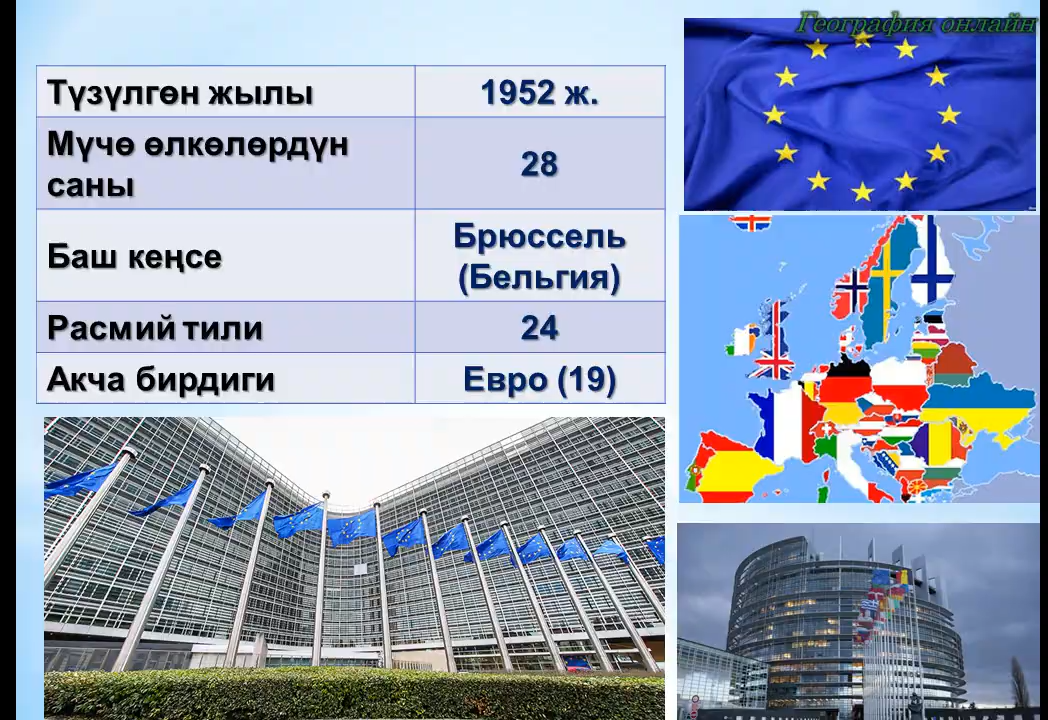 География онлайн
Түзүлгөн жылы
1952 ж.
Мүчө өлкөлөрдүн
саны
28
Баш кеңсе
Брюссель
(Бельгия)
Расмий тили
24
Акча бирдиги
Евро (19)